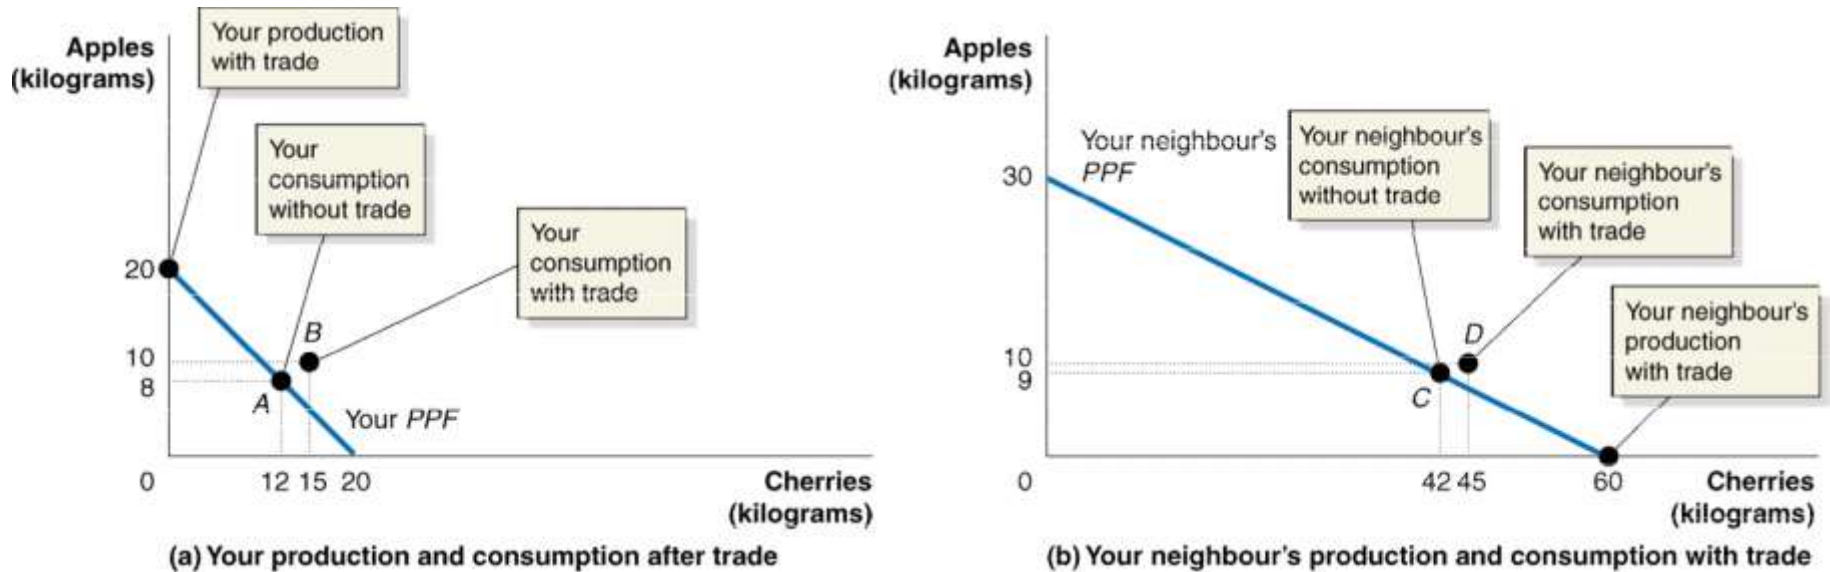 Apples
(kilograms)
Your production
with trade
Your
consumption
without trade
Your
consumption
with trade
20
10
8
B
A
Your PPF
0
12
15
20
Cherries
(kilograms)
(a) Your production and consumption after trade
Apples
(kilograms)
Your neighbour's
PPF
Your neighbour's
consumption
without trade
Your neighbour's
consumption
with trade
Your neighbour's
production
with trade
30
10
9
D
C
0
42
45
60
Cherries
(kilograms)
(b) Your neighbour's production and consumption with trade